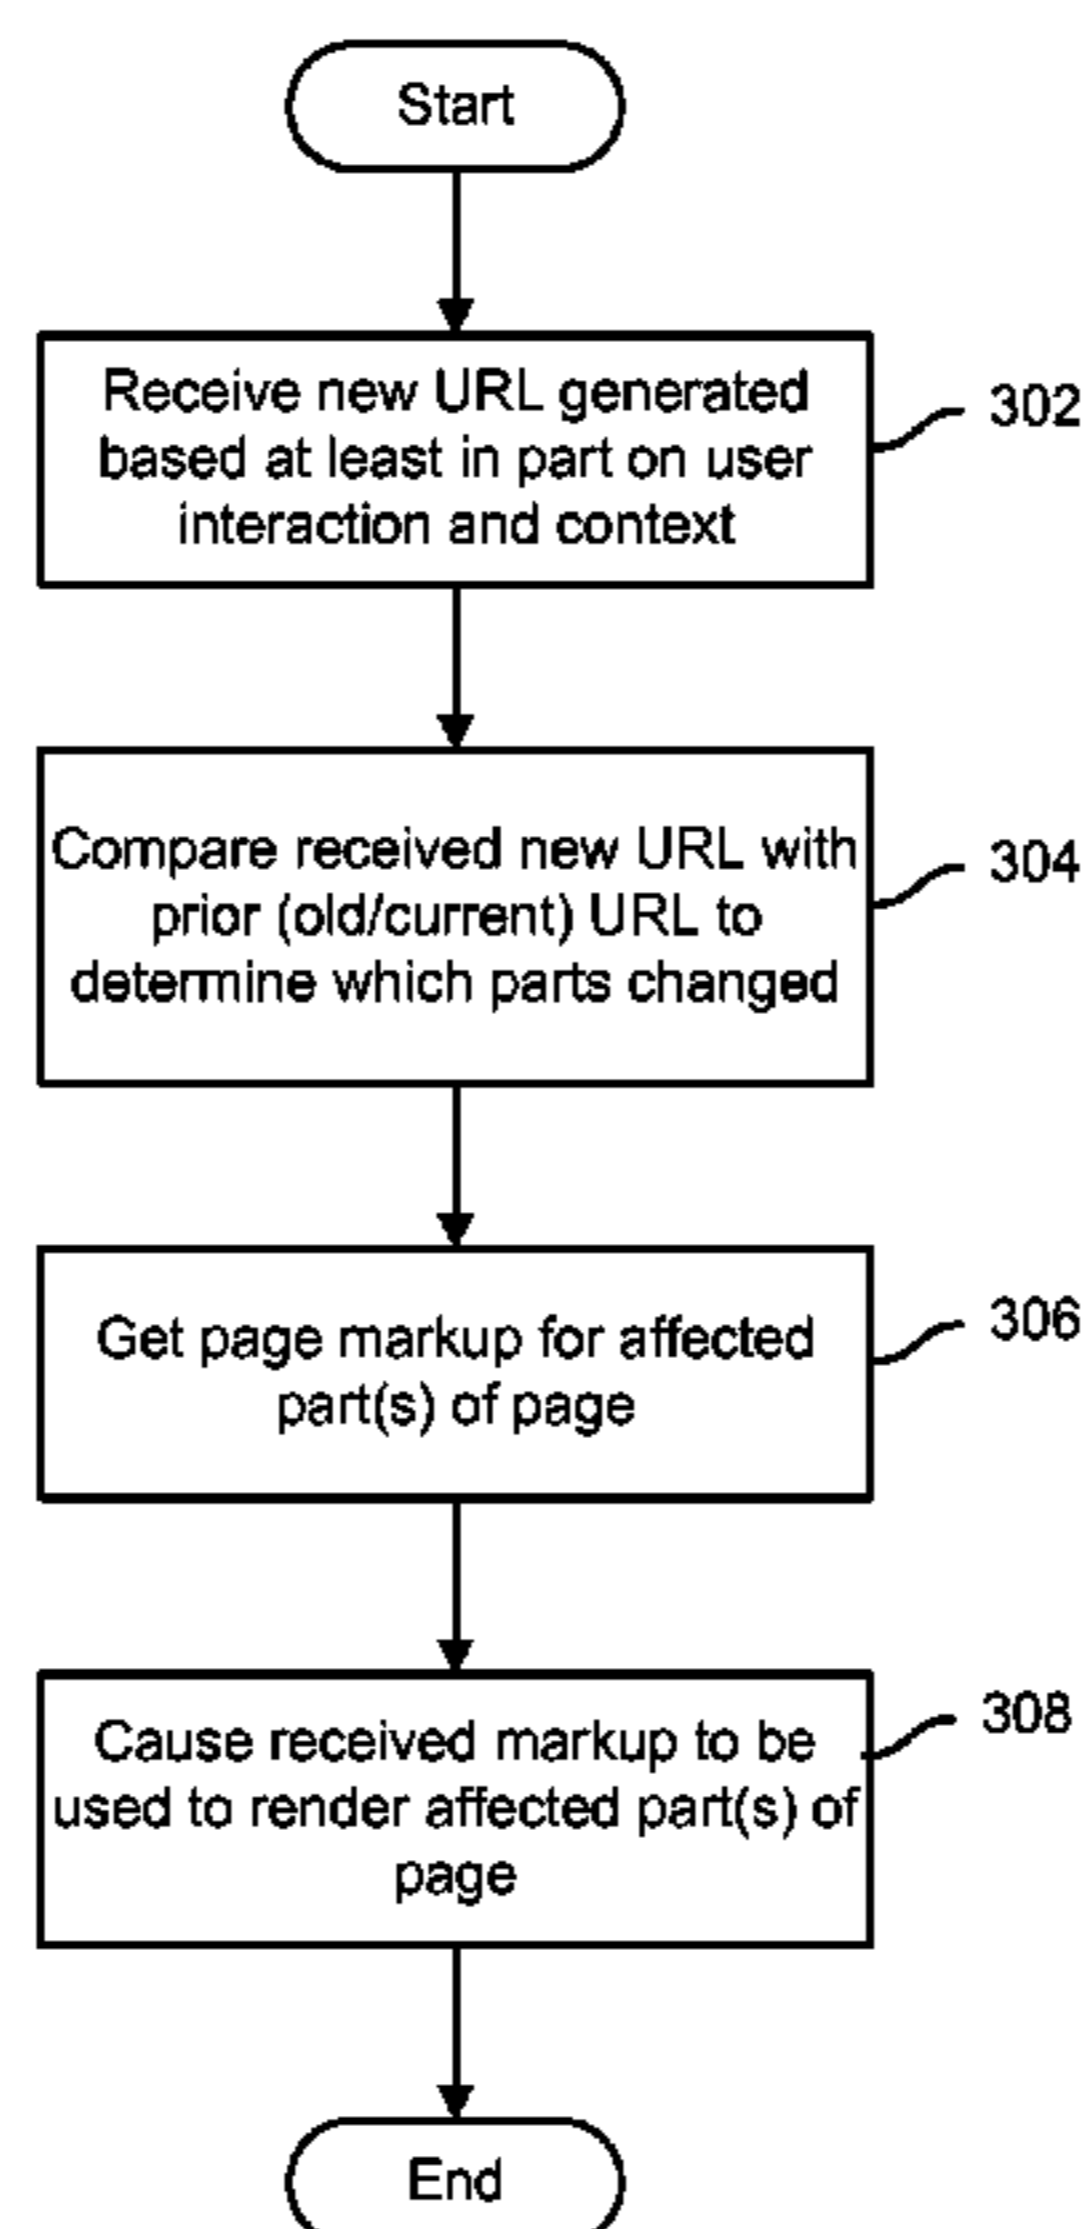 Start
Receive new URL generated
based at least in part on user
interaction and context
302
Compare received new URL with
prior (old/current) URL to
determine which parts changed
304
Get page markup for affected
part(s) of page
306
Cause received markup to be
used to render affected part(s) of
page
308
End